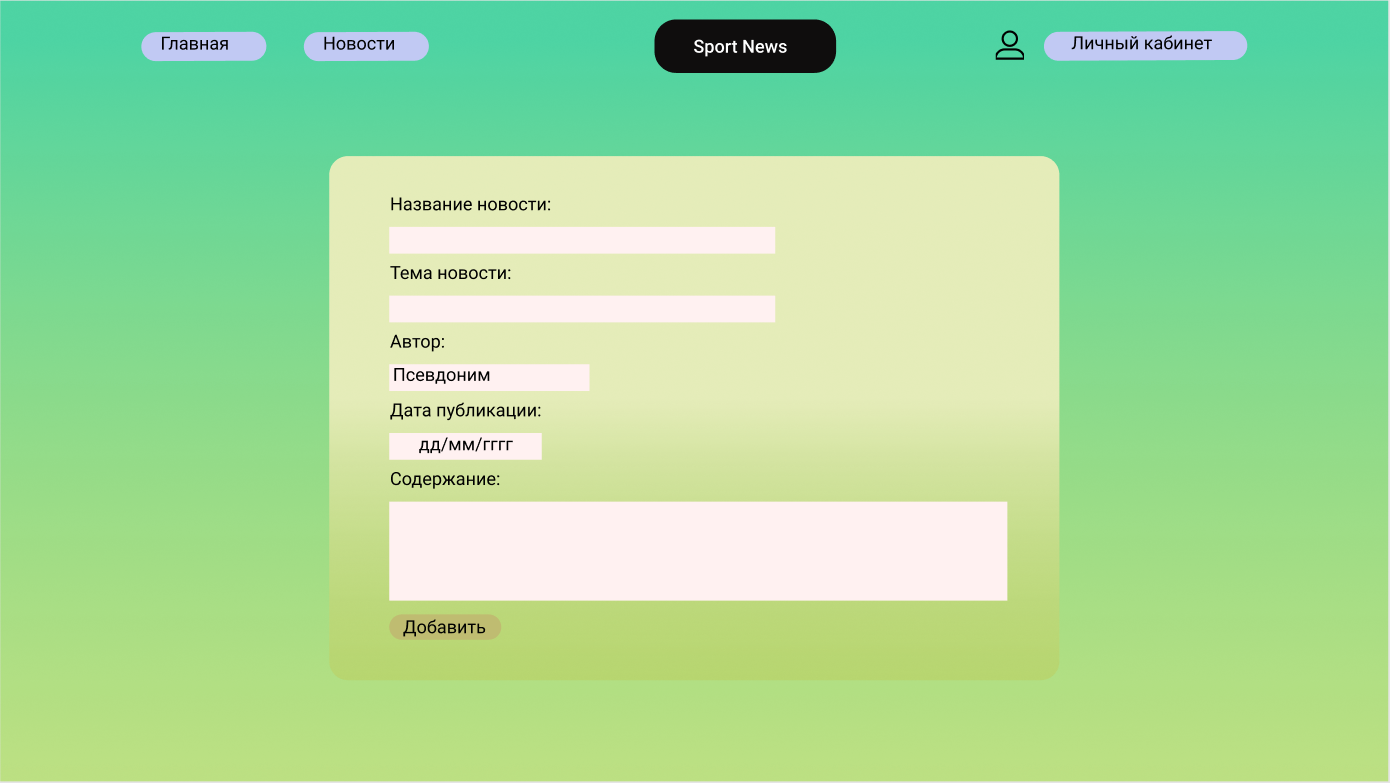 Главная
Новости
Sport News
Личный кабинет
Название новости:
Тема новости:
Автор:
Псевдоним
Дата публикации:
дд/мм/гггг
Содержание:
Добавить